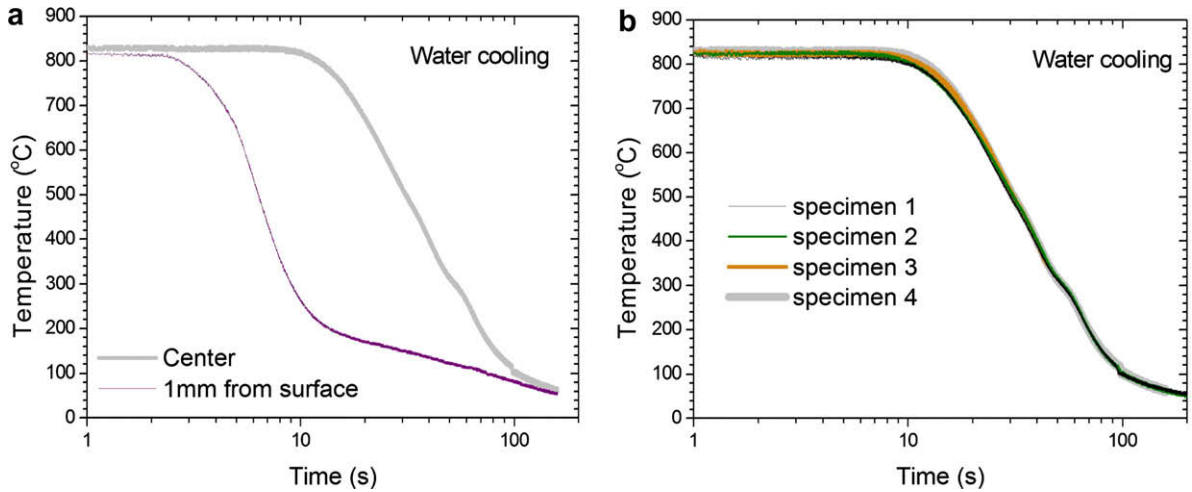 a
900
800
700
600
500
400
300
200
100
0
Temperature (°C)
Water cooling
Center
1mm from surface
1
10
100
Time (s)
b
900
800
700
600
500
400
300
200
100
0
Temperature (°C)
Water cooling
specimen 1
specimen 2
specimen 3
specimen 4
1
10
100
Time (s)